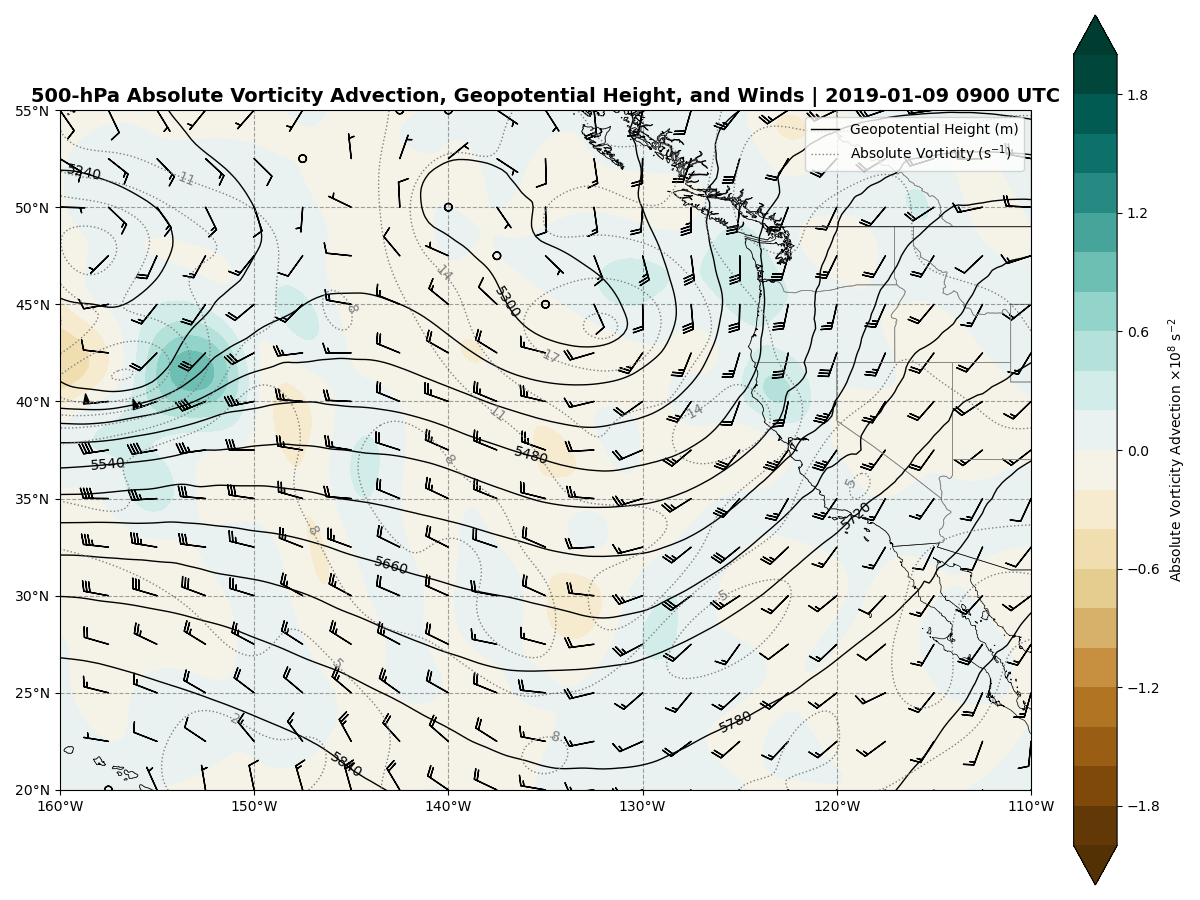 500-hPa Absolute Vorticity Advection, Geopotential Height, and Winds | 2019-01-09 0900 UTC
Geopotential Height (m)
Absolute Vorticity (s⁻¹)
55°N
50°N
45°N
40°N
35°N
30°N
25°N
20°N
160°W
150°W
140°W
130°W
120°W
110°W
5240
11
14
5300
8
17
11
14
8
5480
5540
5
5720
8
5660
5
5
2
8
5780
5840
1.8
1.2
0.6
0.0
−0.6
−1.2
−1.8
Absolute Vorticity Advection ×10⁸ s⁻²